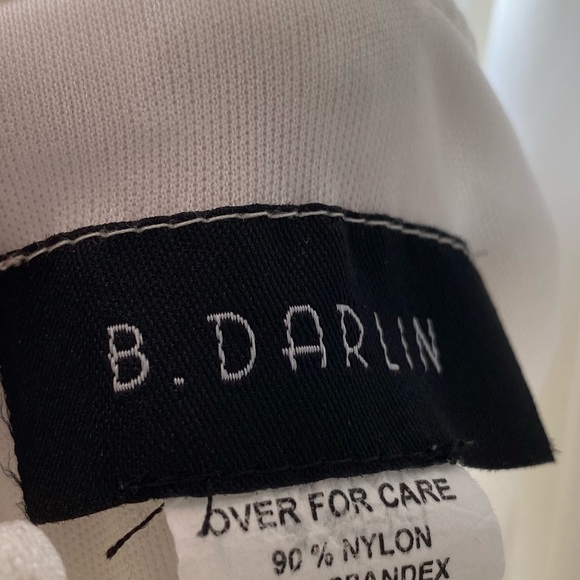 B. DARLIN
OVER FOR CARE
90 % NYLON